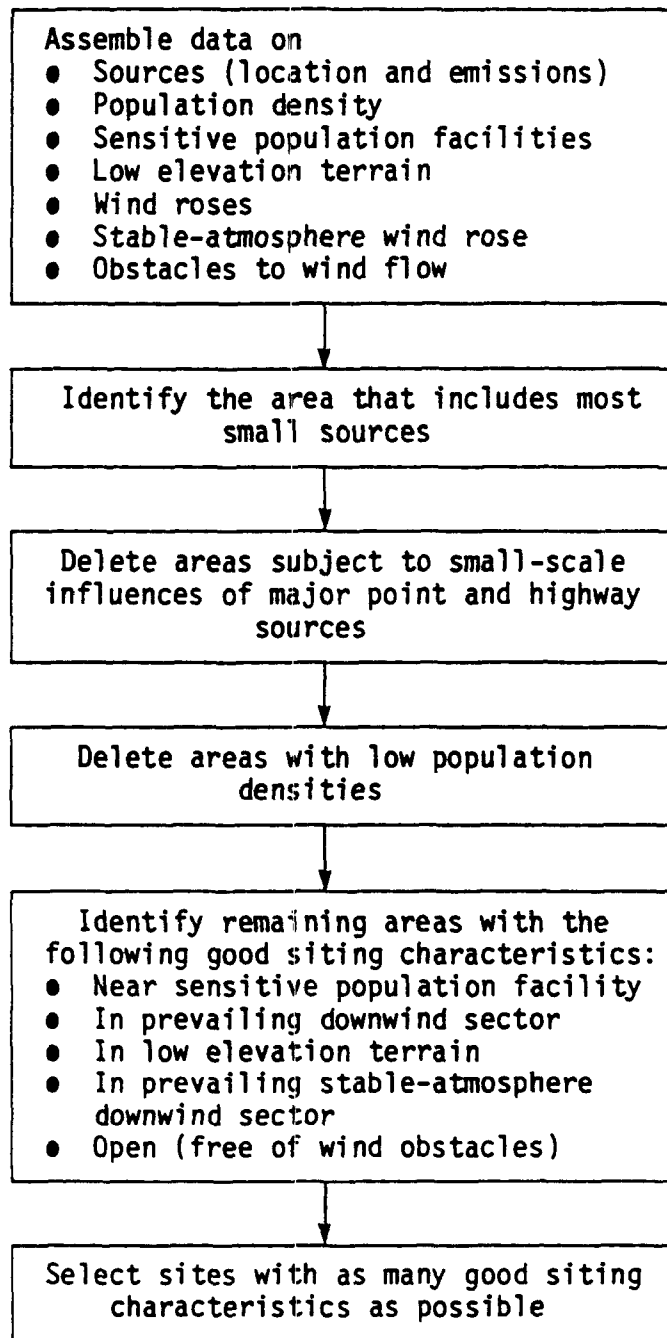 Assemble data on
● Sources (location and emissions)
● Population density
● Sensitive population facilities
● Low elevation terrain
● Wind roses
● Stable-atmosphere wind rose
● Obstacles to wind flow
Identify the area that includes most
small sources
Delete areas subject to small-scale
influences of major point and highway
sources
Delete areas with low population
densities
Identify remaining areas with the
following good siting characteristics:
● Near sensitive population facility
● In prevailing downwind sector
● In low elevation terrain
● In prevailing stable-atmosphere
downwind sector
● Open (free of wind obstacles)
Select sites with as many good siting
characteristics as possible